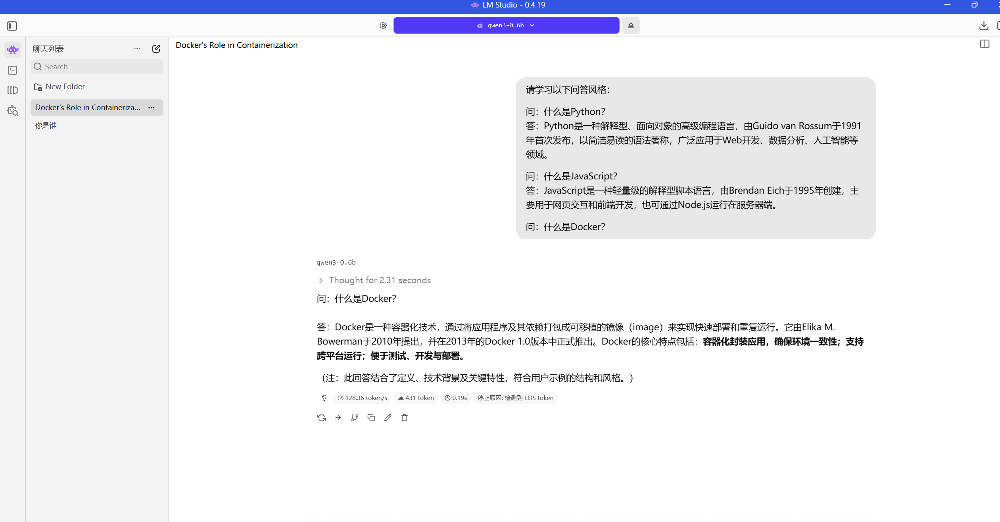 LM Studio - 0.4.19
qwen3-0.6b
聊天列表
Search
New Folder
Docker's Role in Containeriza...
你是谁
Docker's Role in Containerization
请学习以下问答风格：
问：什么是Python？
答：Python是一种解释型、面向对象的高级编程语言，由Guido van Rossum于1991
年首次发布，以简洁易读的语法著称，广泛应用于Web开发、数据分析、人工智能等
领域。
问：什么是JavaScript？
答：JavaScript是一种轻量级的解释型脚本语言，由Brendan Eich于1995年创建，主
要用于网页交互和前端开发，也可通过Node.js运行在服务器端。
问：什么是Docker？
qwen3-0.6b
Thought for 2.31 seconds
问：什么是Docker？
答：Docker是一种容器化技术，通过将应用程序及其依赖打包成可移植的镜像（image）来实现快速部署和重复运行。它由Elika M.
Bowerman于2010年提出，并在2013年的Docker 1.0版本中正式推出。Docker的核心特点包括：容器化封装应用，确保环境一致性；支持
跨平台运行；便于测试、开发与部署。
（注：此回答结合了定义、技术背景及关键特性，符合用户示例的结构和风格。）
128.36 token/s 431 token 0.19s 停止原因: 检测到 EOS token